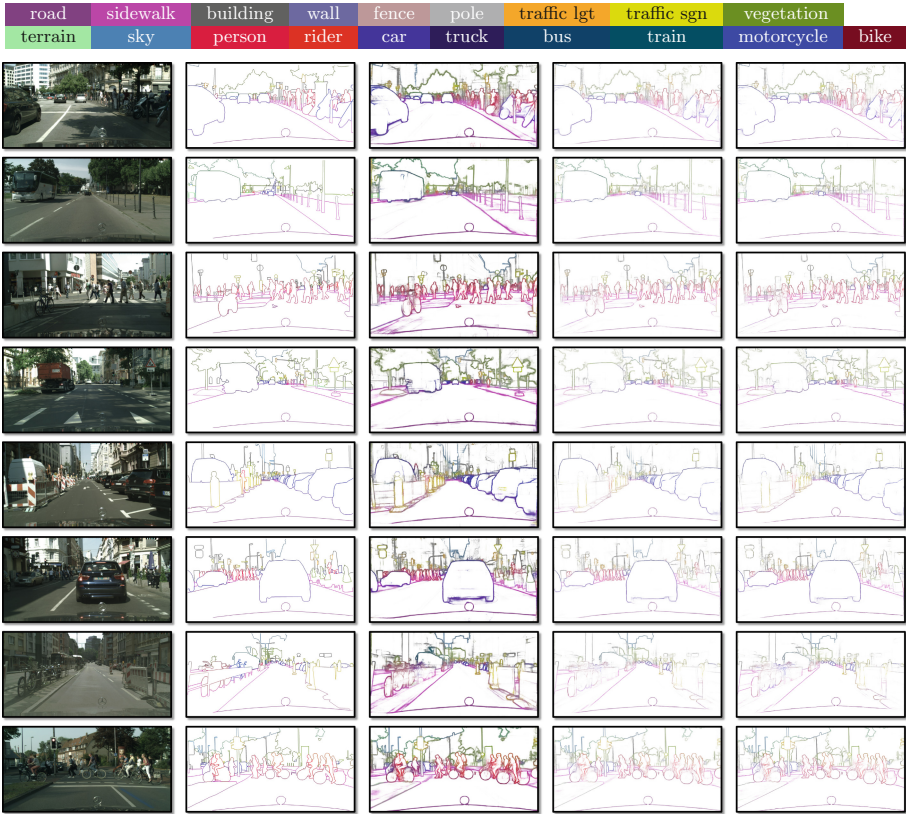 road sidewalk building wall fence pole traffic lgt traffic sgn vegetation
terrain sky person rider car truck bus train motorcycle bike